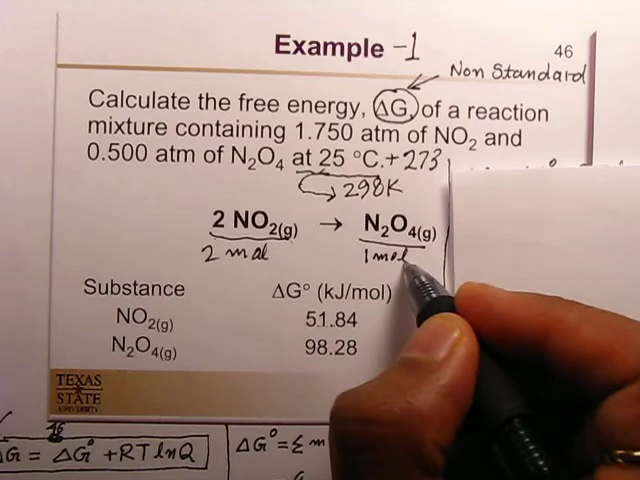 Example -1
46
Non Standard
Calculate the free energy, ΔG, of a reaction
mixture containing 1.750 atm of NO₂ and
0.500 atm of N₂O₄ at 25 °C.+273
298K
2 NO₂(g) → N₂O₄(g)
2 mol 1 mol
Substance ΔG° (kJ/mol)
NO₂(g) 51.84
N₂O₄(g) 98.28
TEXAS
STATE
UNIVERSITY
ΔG = ΔG° + RT ln Q
ΔG° = Σ m